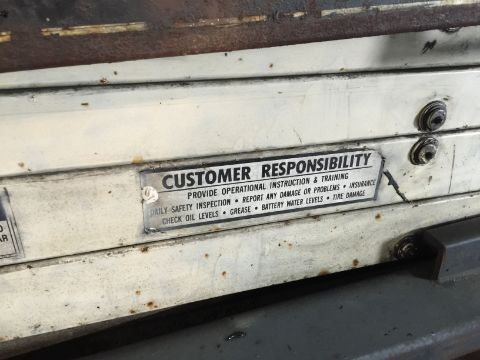 CUSTOMER RESPONSIBILITY
PROVIDE OPERATIONAL INSTRUCTION & TRAINING
DAILY SAFETY INSPECTION • REPORT ANY DAMAGE OR PROBLEMS • INSURANCE
CHECK OIL LEVELS • GREASE • BATTERY WATER LEVELS • TIRE DAMAGE